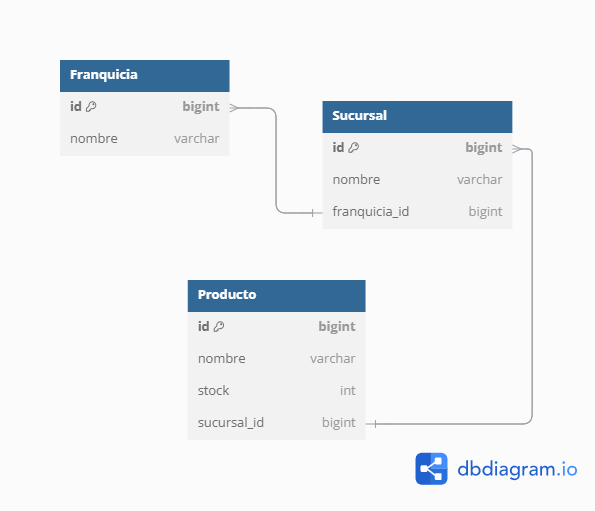 Franquicia
id bigint
nombre varchar
Sucursal
id bigint
nombre varchar
franquicia_id bigint
Producto
id bigint
nombre varchar
stock int
sucursal_id bigint
dbdiagram.io